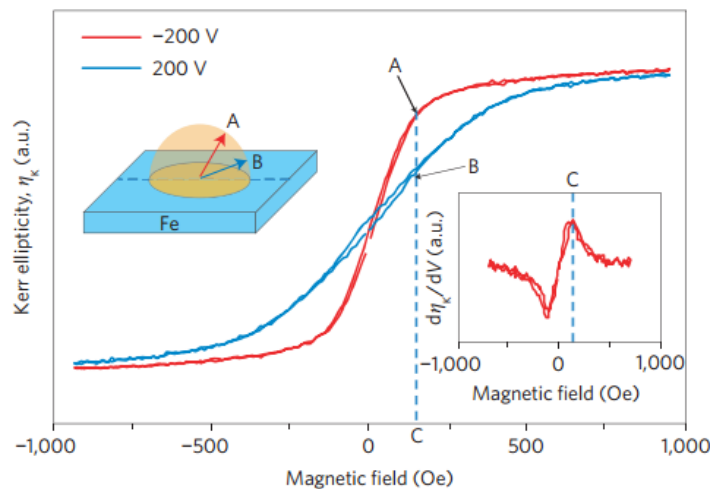 −200 V
200 V
A
B
A
B
Fe
C
dηK/dV (a.u.)
−1,000
0
1,000
Magnetic field (Oe)
Kerr ellipticity, ηK (a.u.)
−1,000
−500
0
C
500
1,000
Magnetic field (Oe)